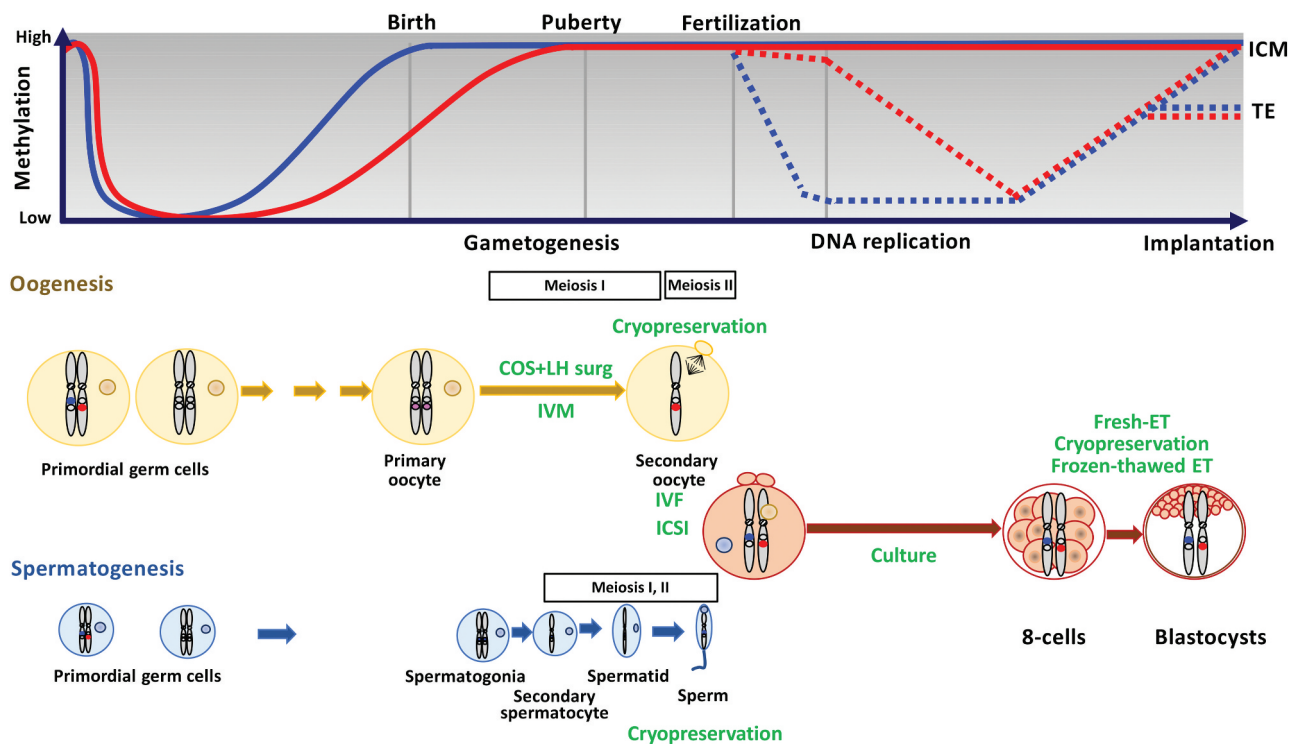 Birth
Puberty
Fertilization
High
Methylation
Low
ICM
TE
Gametogenesis
DNA replication
Implantation
Oogenesis
Meiosis I
Meiosis II
Cryopreservation
COS+LH surg
IVM
Primordial germ cells
Primary
oocyte
Secondary
oocyte
IVF
ICSI
Fresh-ET
Cryopreservation
Frozen-thawed ET
Culture
8-cells
Blastocysts
Spermatogenesis
Meiosis I, II
Primordial germ cells
Spermatogonia
Secondary
spermatocyte
Spermatid
Sperm
Cryopreservation